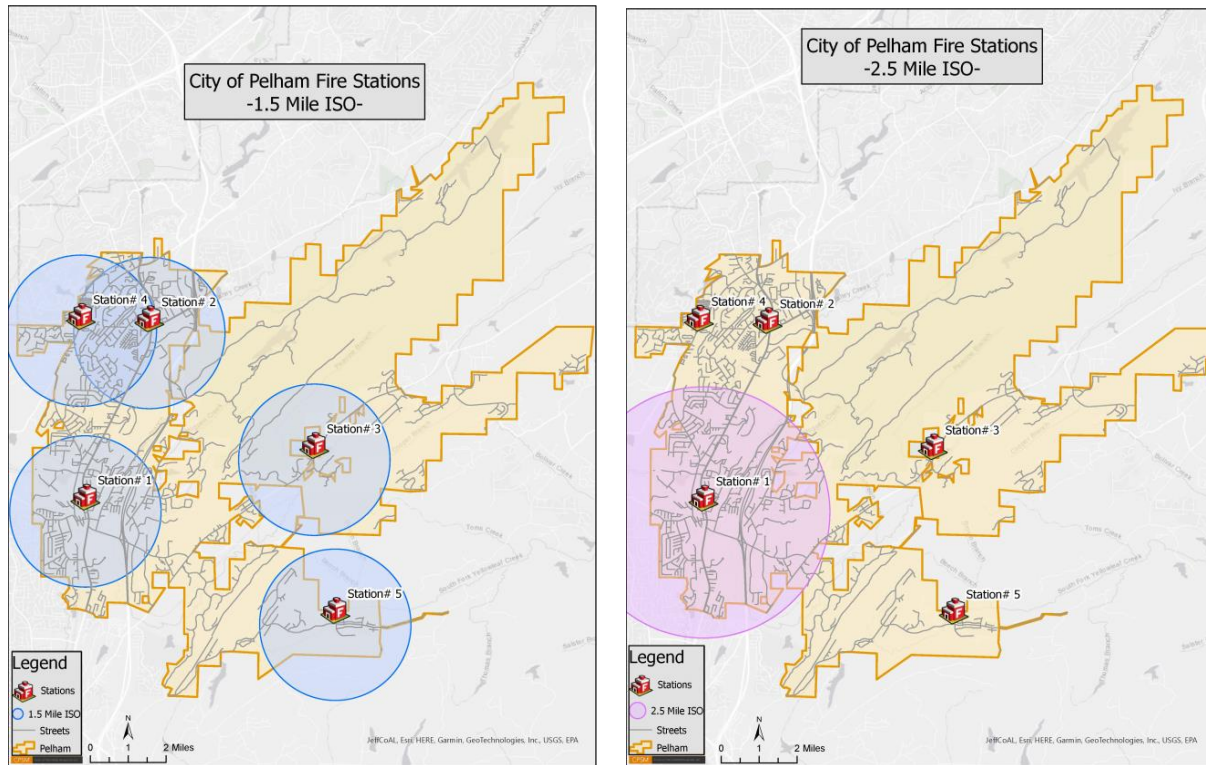 City of Pelham Fire Stations
-1.5 Mile ISO-
Station# 4
Station# 2
Station# 3
Station# 1
Station# 5
Legend
Stations
1.5 Mile ISO
Streets
Pelham
N
0 1 2 Miles
JeffCoAL, Esri, HERE, Garmin, GeoTechnologies, Inc., USGS, EPA
City of Pelham Fire Stations
-2.5 Mile ISO-
Station# 4
Station# 2
Station# 3
Station# 1
Station# 5
Legend
Stations
2.5 Mile ISO
Streets
Pelham
N
0 1 2 Miles
JeffCoAL, Esri, HERE, Garmin, GeoTechnologies, Inc., USGS, EPA